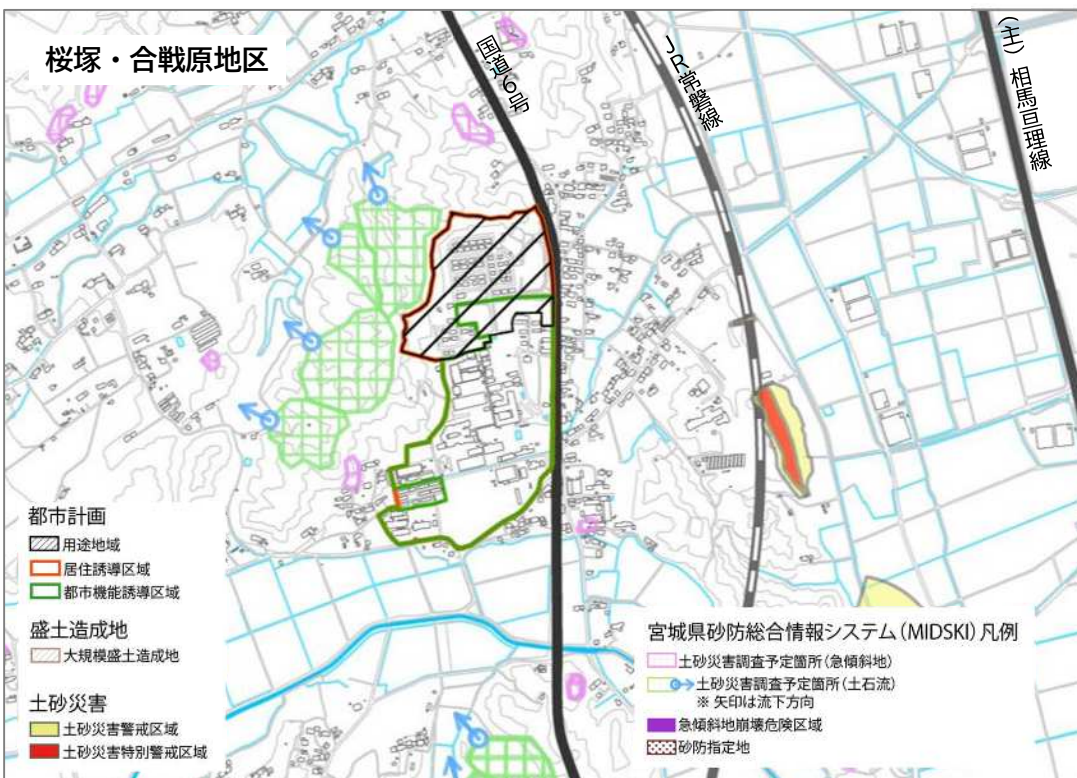 桜塚・合戦原地区
国道6号
JR常磐線
(主)相馬亘理線
都市計画
用途地域
居住誘導区域
都市機能誘導区域
盛土造成地
大規模盛土造成地
土砂災害
土砂災害警戒区域
土砂災害特別警戒区域
宮城県砂防総合情報システム(MIDSKI)凡例
土砂災害調査予定箇所(急傾斜地)
土砂災害調査予定箇所(土石流)
※ 矢印は流下方向
急傾斜地崩壊危険区域
砂防指定地